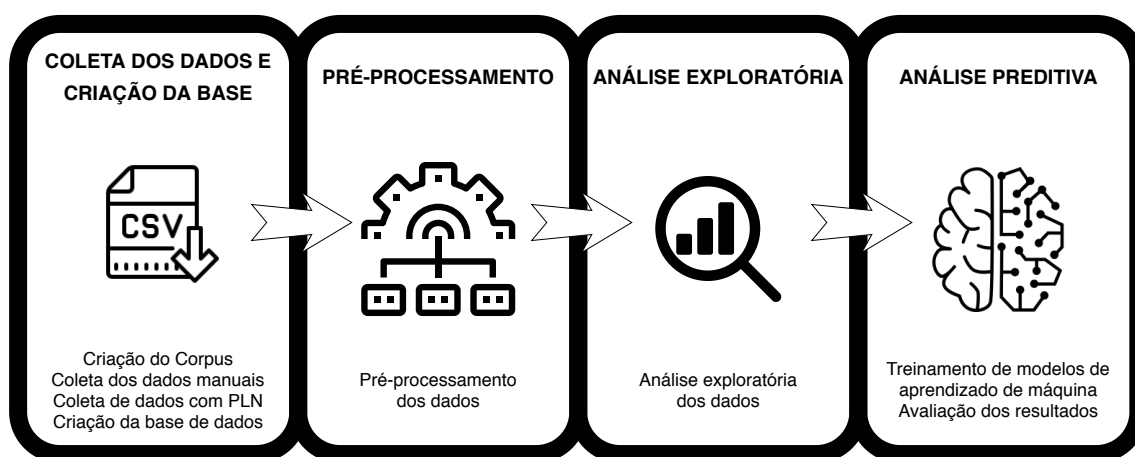 COLETA DOS DADOS E
CRIAÇÃO DA BASE
CSV
Criação do Corpus
Coleta dos dados manuais
Coleta de dados com PLN
Criação da base de dados
PRÉ-PROCESSAMENTO
Pré-processamento
dos dados
ANÁLISE EXPLORATÓRIA
Análise exploratória
dos dados
ANÁLISE PREDITIVA
Treinamento de modelos de
aprendizado de máquina
Avaliação dos resultados